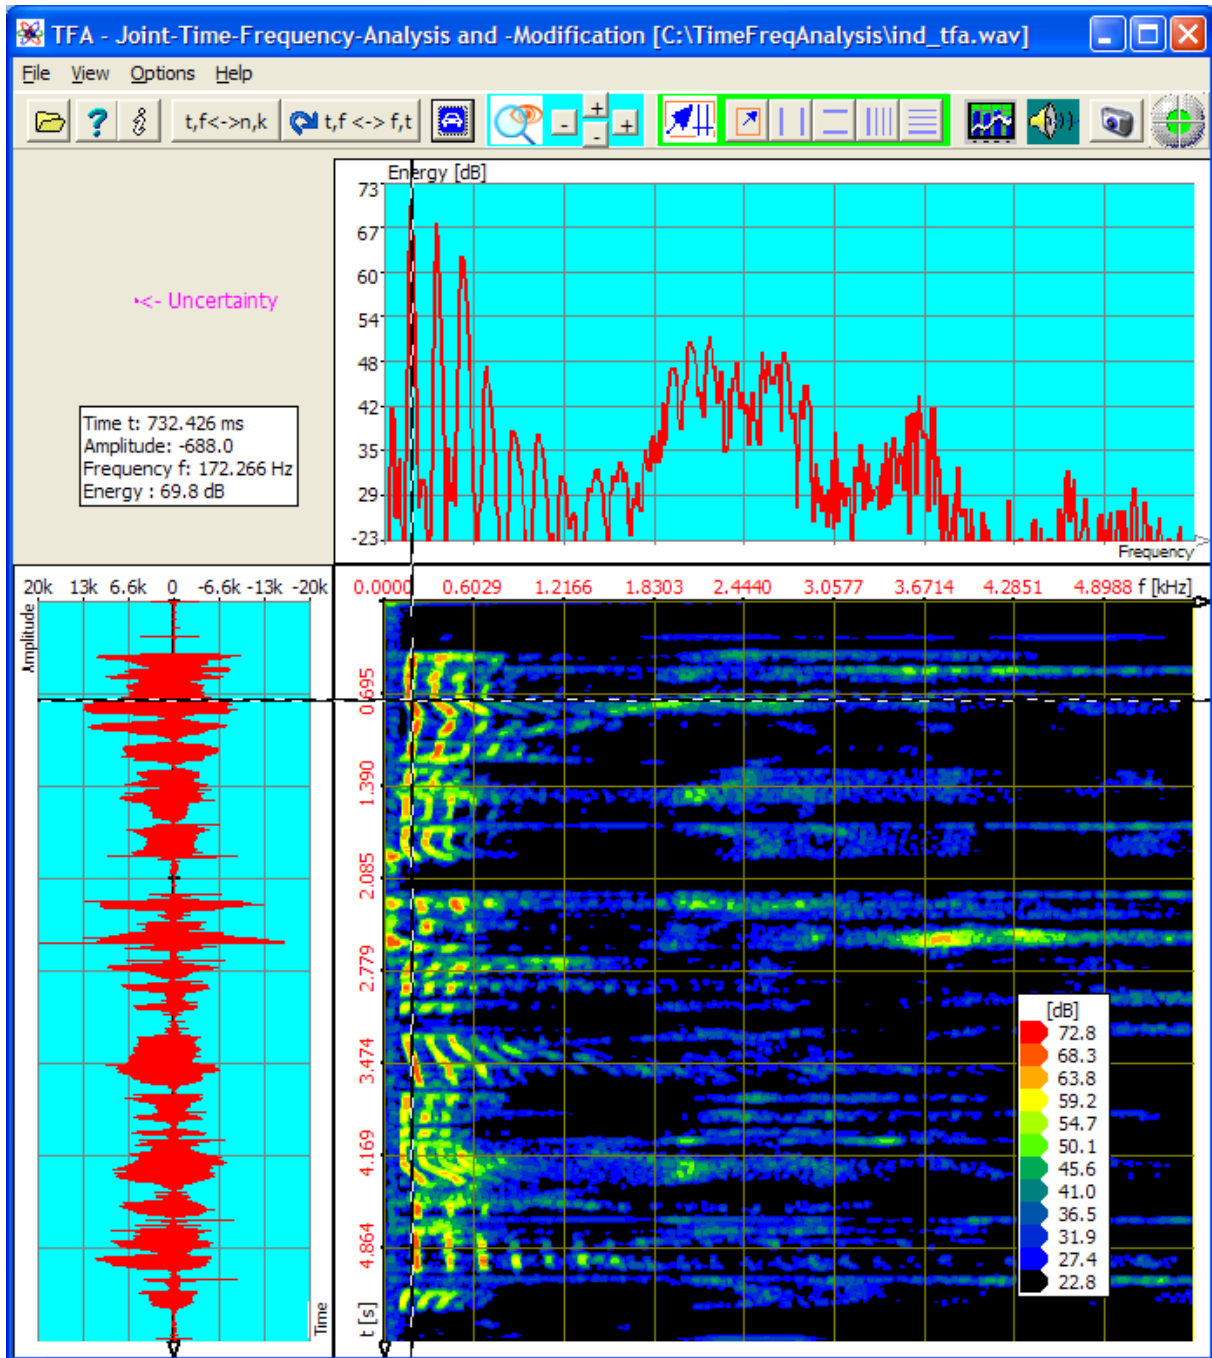 TFA - Joint-Time-Frequency-Analysis and -Modification [C:\TimeFreqAnalysis\ind_tfa.wav]
File View Options Help
? i t,f<->n,k t,f <-> f,t - + - +
Energy [dB]
73
67
60
54
48
42
35
29
-23
Frequency
<- Uncertainty
Time t: 732.426 ms
Amplitude: -688.0
Frequency f: 172.266 Hz
Energy : 69.8 dB
20k 13k 6.6k 0 -6.6k -13k -20k
Amplitude
Time
0.0000 0.6029 1.2166 1.8303 2.4440 3.0577 3.6714 4.2851 4.8988 f [kHz]
0.695
1.390
2.085
2.779
3.474
4.169
4.864
t [s]
[dB]
72.8
68.3
63.8
59.2
54.7
50.1
45.6
41.0
36.5
31.9
27.4
22.8